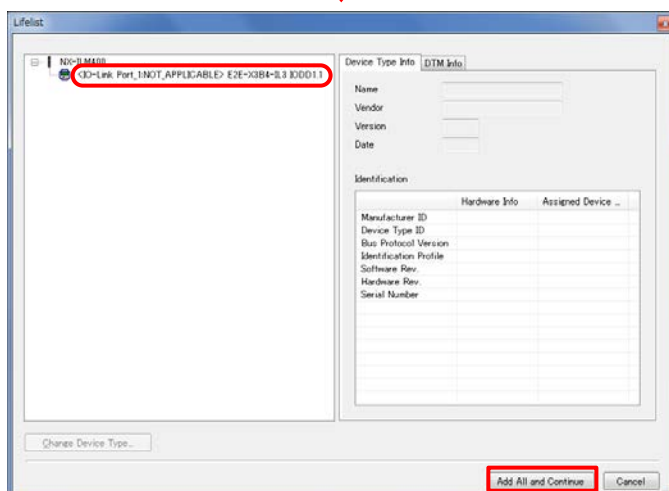 Lifelist
NX-ILM400
<IO-Link Port_1:NOT_APPLICABLE> E2E-X3B4-IL3 IODD1.1
Device Type Info
DTM Info
Name
Vendor
Version
Date
Identification
Hardware Info
Assigned Device ...
Manufacturer ID
Device Type ID
Bus Protocol Version
Identification Profile
Software Rev.
Hardware Rev.
Serial Number
Change Device Type...
Add All and Continue
Cancel